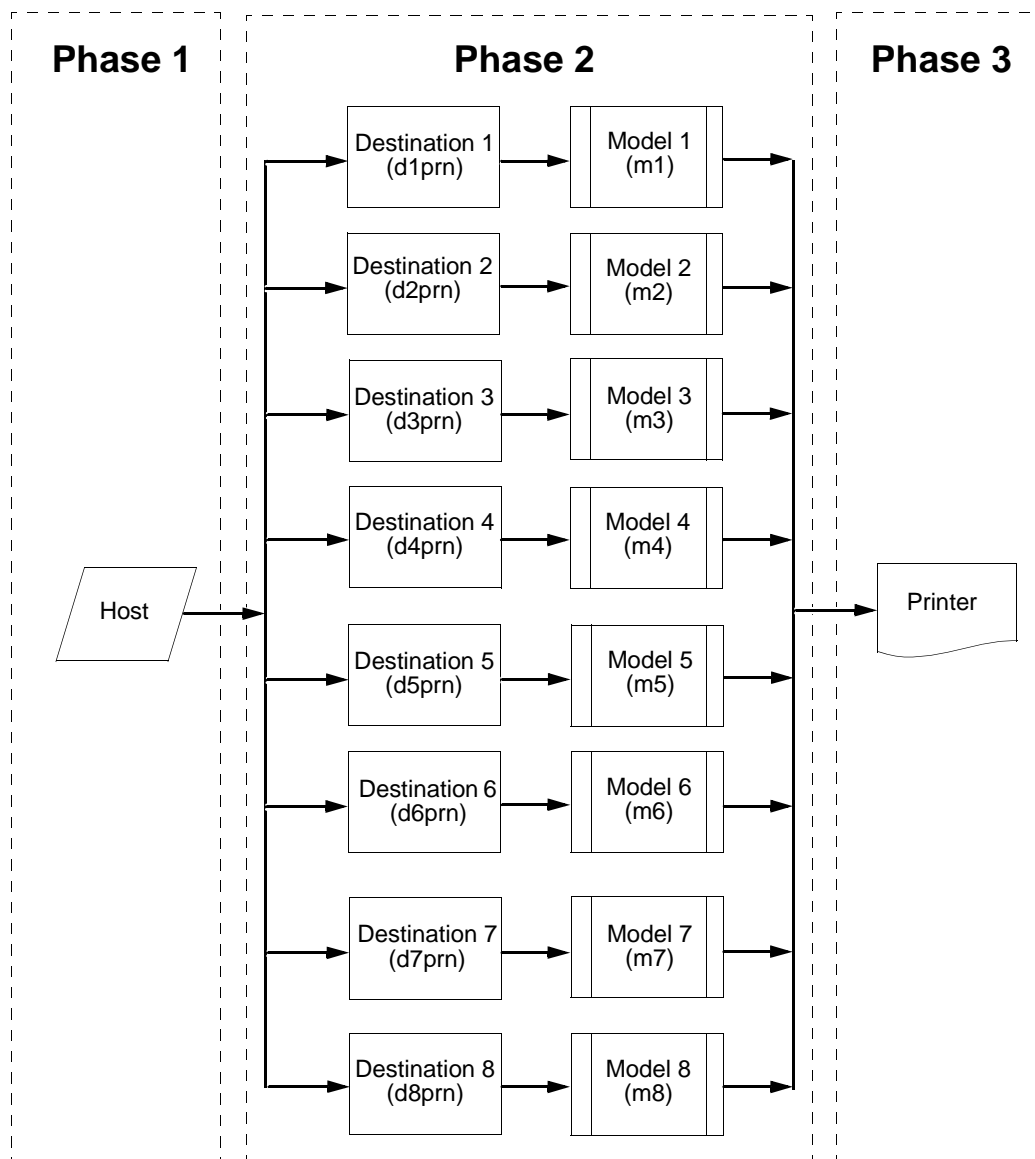 Phase 1
Phase 2
Phase 3
Destination 1
(d1prn)
Model 1
(m1)
Destination 2
(d2prn)
Model 2
(m2)
Destination 3
(d3prn)
Model 3
(m3)
Destination 4
(d4prn)
Model 4
(m4)
Host
Printer
Destination 5
(d5prn)
Model 5
(m5)
Destination 6
(d6prn)
Model 6
(m6)
Destination 7
(d7prn)
Model 7
(m7)
Destination 8
(d8prn)
Model 8
(m8)